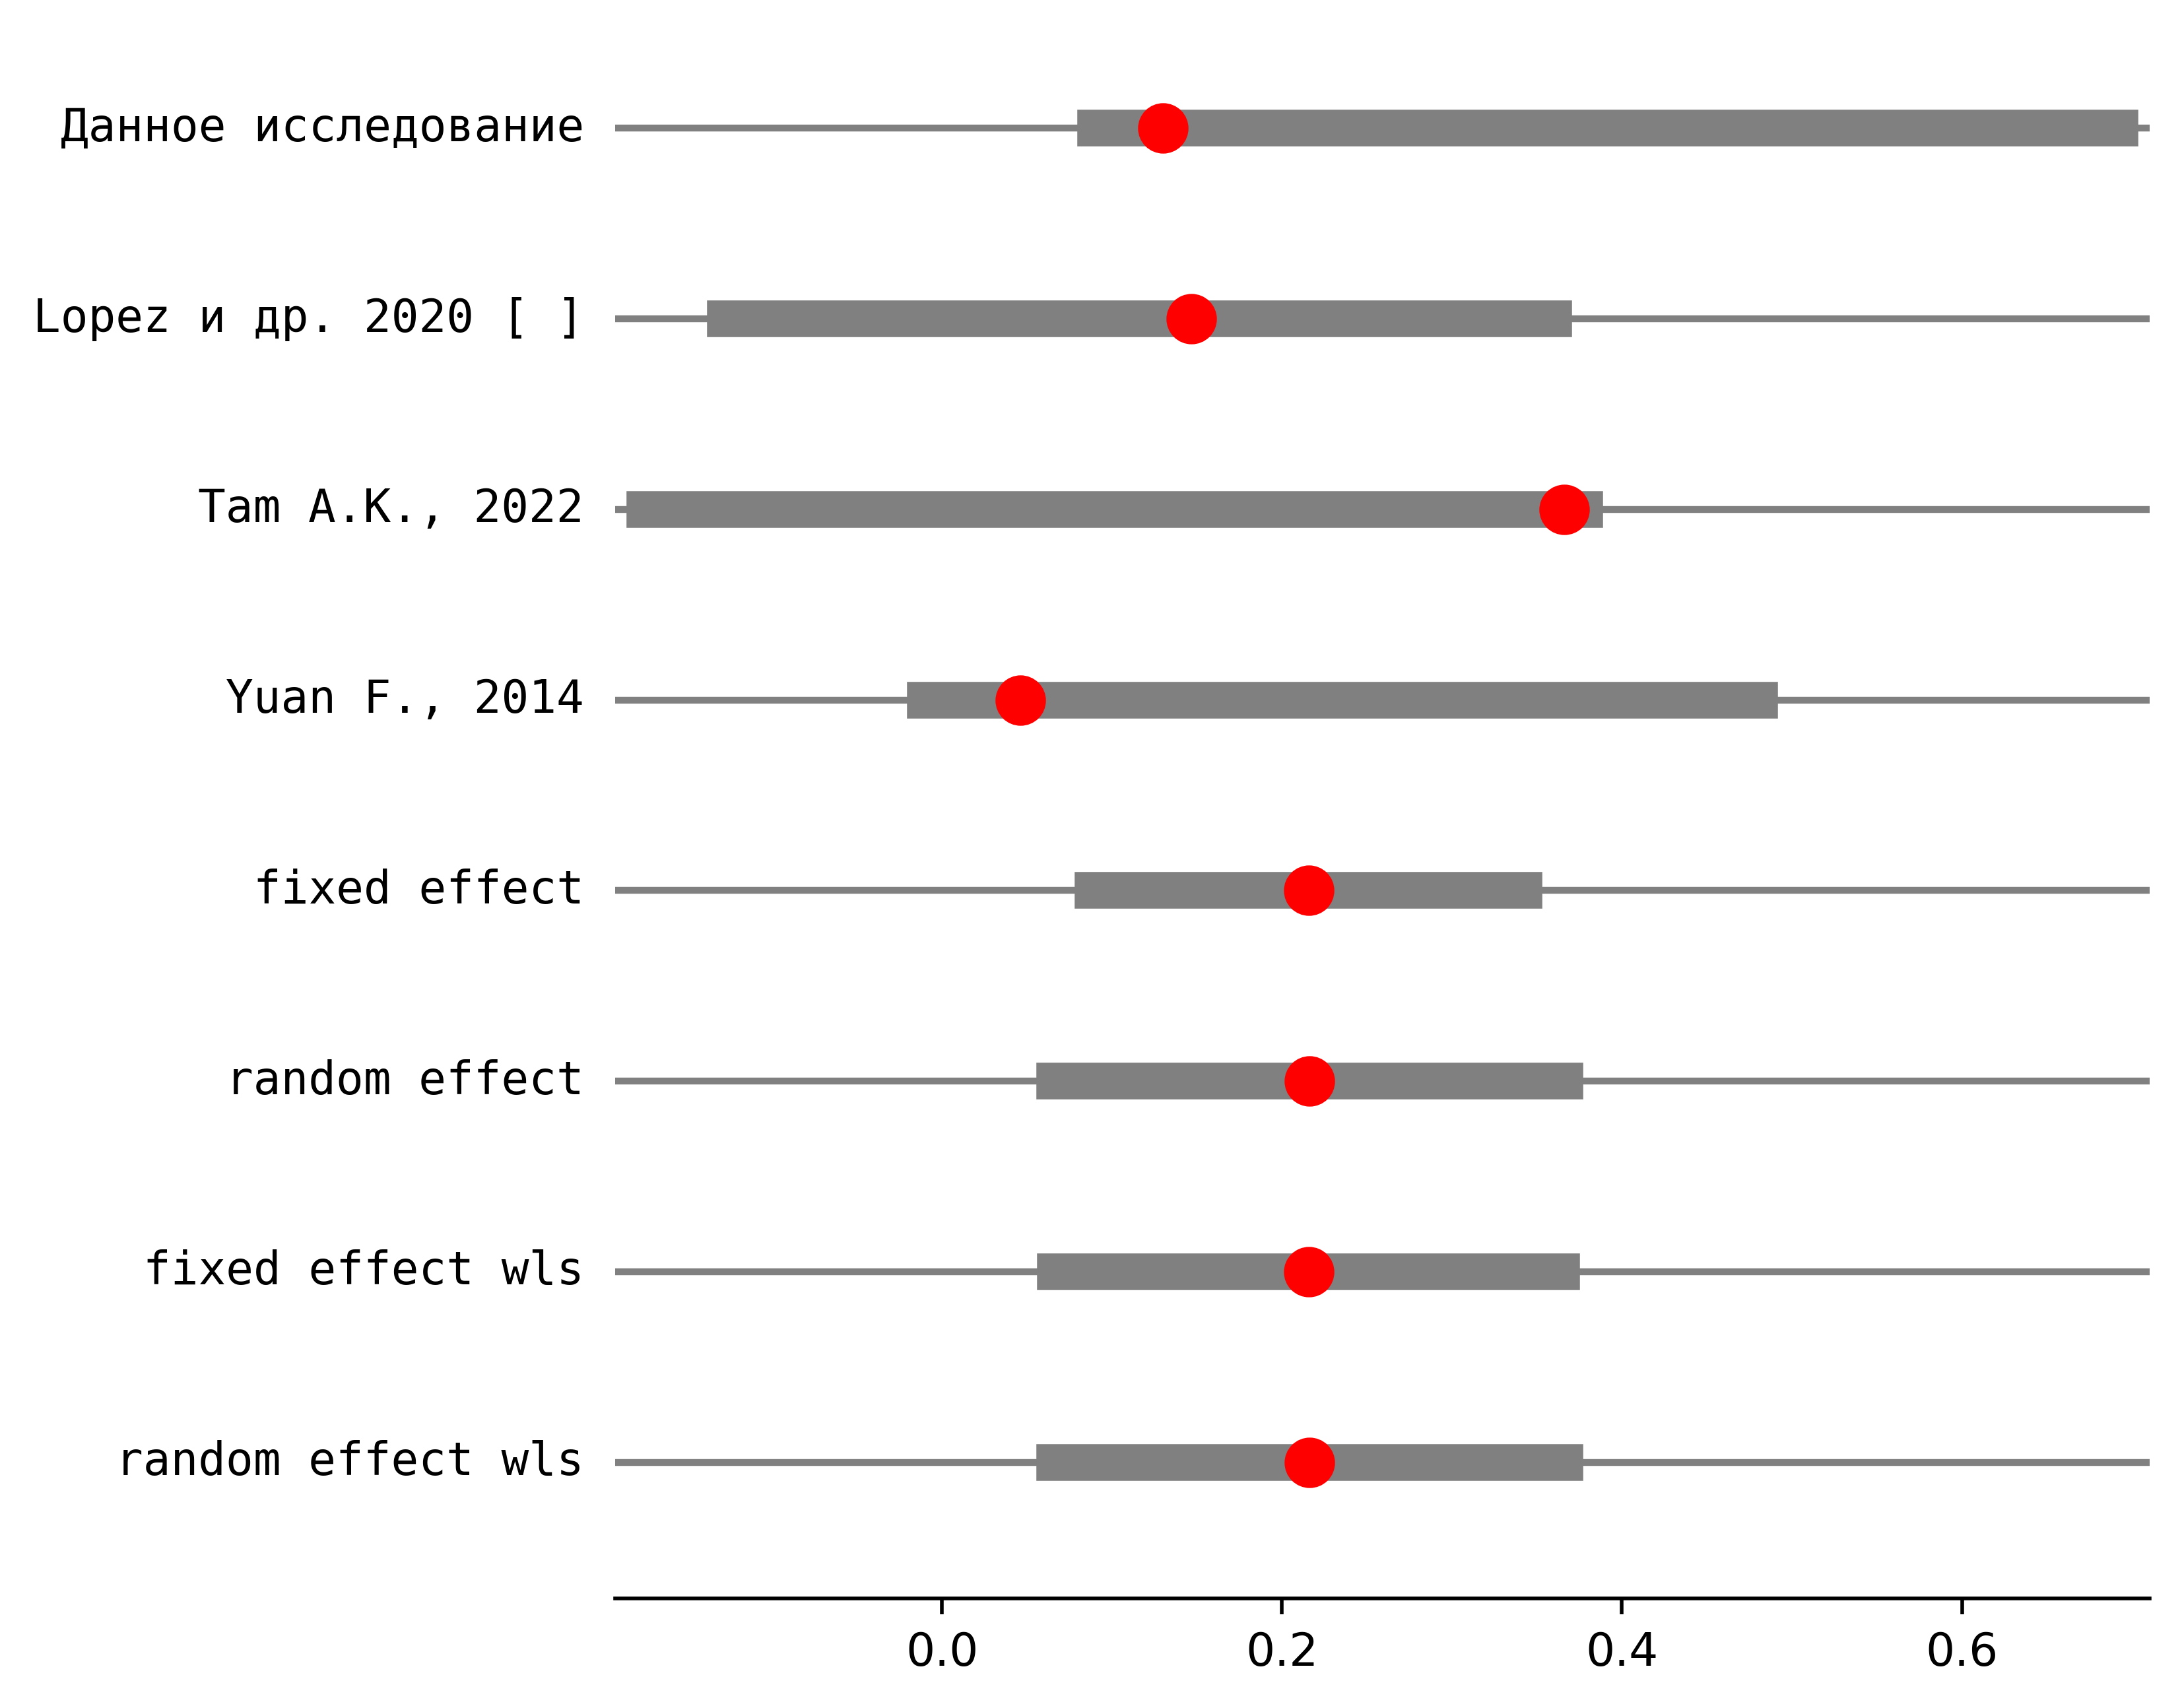 Данное исследование
Lopez и др. 2020 [ ]
Tam A.K., 2022
Yuan F., 2014
fixed effect
random effect
fixed effect wls
random effect wls
0.0 0.2 0.4 0.6